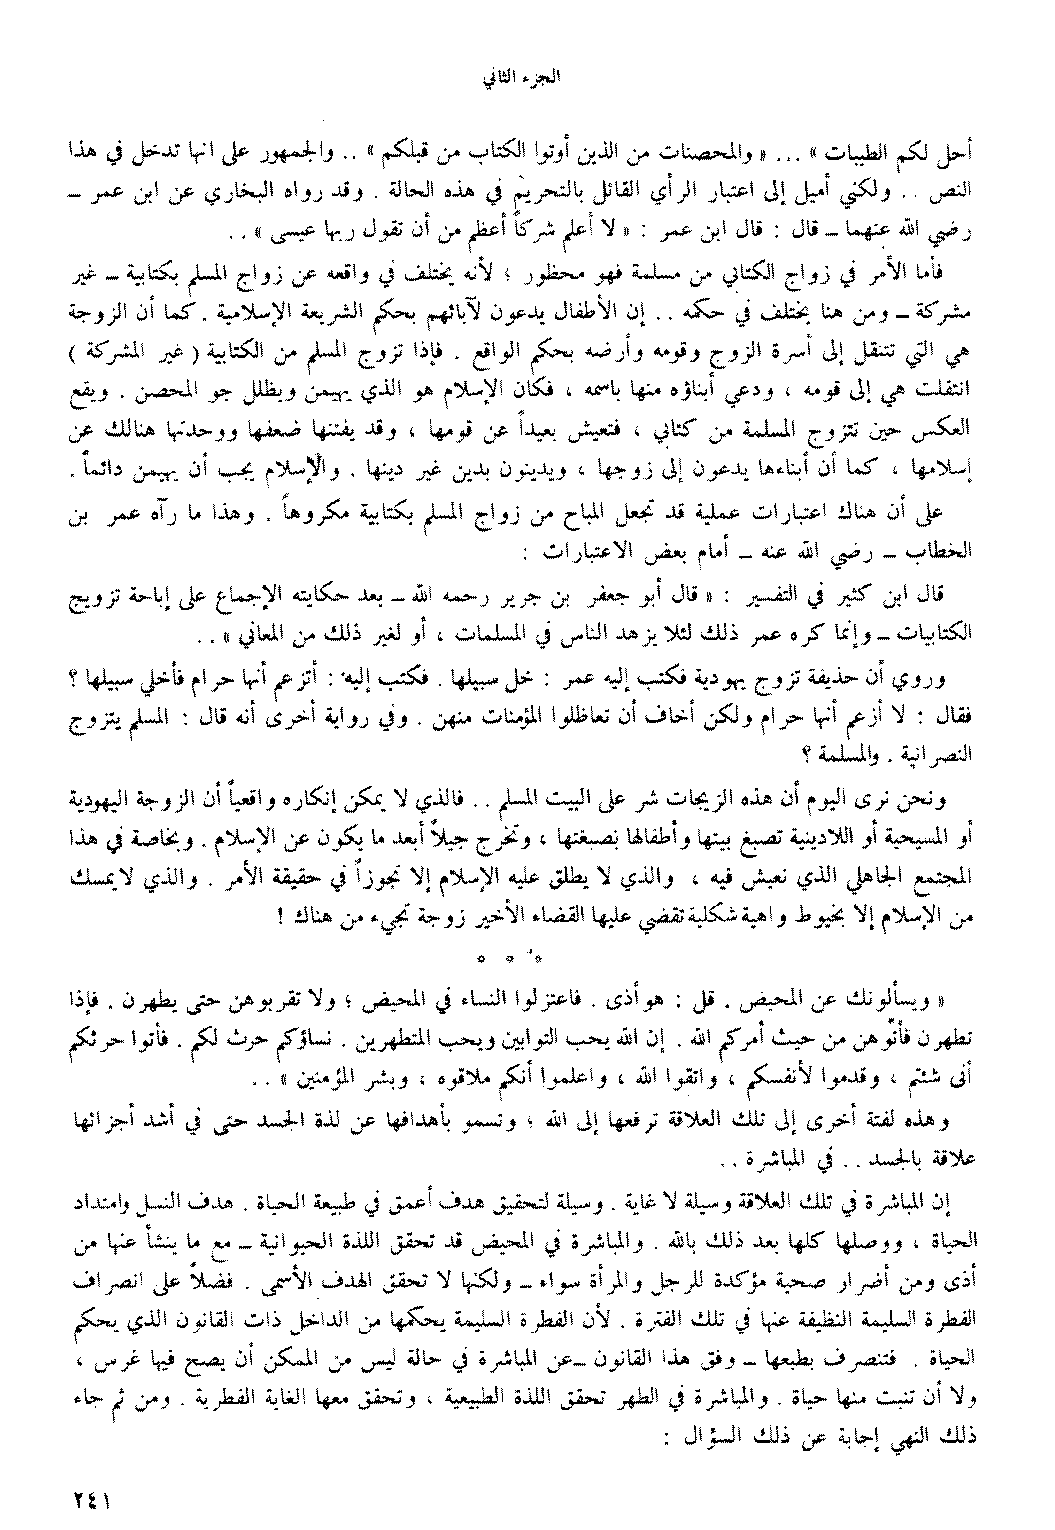 الجزء الثاني
أحل لكم الطيبات » ... « والمحصنات من الذين أوتوا الكتاب من قبلكم » .. والجمهور على انها تدخل في هذا
النص .. ولكني أميل إلى اعتبار الرأي القائل بالتحريم في هذه الحالة . وقد رواه البخاري عن ابن عمر –
رضي الله عنهما – قال : قال ابن عمر : « لا أعلم شركاً أعظم من أن تقول ربها عيسى » ..
فأما الأمر في زواج الكتابي من مسلمة فهو محظور ؛ لأنه يختلف في واقعه عن زواج المسلم بكتابية – غير
مشركة – ومن هنا يختلف في حكمه .. إن الأطفال يدعون لآبائهم بحكم الشريعة الإسلامية . كما أن الزوجة
هي التي تنتقل إلى أسرة الزوج وقومه وأرضه بحكم الواقع . فإذا تزوج المسلم من الكتابية ( غير المشركة )
انتقلت هي إلى قومه ، ودعي أبناؤه منها باسمه ، فكان الإسلام هو الذي يهيمن ويظلل جو المحصن . ويقع
العكس حين تتزوج المسلمة من كتابي ، فتعيش بعيداً عن قومها ، وقد يفتنها ضعفها ووحدتها هنالك عن
إسلامها ، كما أن أبناءها يدعون إلى زوجها ، ويدينون بدين غير دينها . والإسلام يجب أن يهيمن دائماً .
على أن هناك اعتبارات عملية قد تجعل المباح من زواج المسلم بكتابية مكروهاً . وهذا ما رآه عمر بن
الخطاب – رضي الله عنه – أمام بعض الاعتبارات :
قال ابن كثير في التفسير : « قال أبو جعفر بن جرير رحمه الله – بعد حكايته الإجماع على إباحة تزويج
الكتابيات – وإنما كره عمر ذلك لئلا يزهد الناس في المسلمات ، أو لغير ذلك من المعاني » ..
وروي أن حذيفة تزوج يهودية فكتب إليه عمر : خل سبيلها . فكتب إليه : أتزعم أنها حرام فأخلي سبيلها ؟
فقال : لا أزعم أنها حرام ولكن أخاف أن تعاظلوا المؤمنات منهن . وفي رواية أخرى أنه قال : المسلم يتزوج
النصرانية . والمسلمة ؟
ونحن نرى اليوم أن هذه الزيجات شر على البيت المسلم .. فالذي لا يمكن إنكاره واقعياً أن الزوجة اليهودية
أو المسيحية أو اللادينية تصبغ بيتها وأطفالها بصبغتها ، وتخرج جيلاً أبعد ما يكون عن الإسلام . وبخاصة في هذا
المجتمع الجاهلي الذي نعيش فيه ، والذي لا يطلق عليه الإسلام إلا تجوزاً في حقيقة الأمر . والذي لا يمسك
من الإسلام إلا بخيوط واهية شكلية تقضي عليها القضاء الأخير زوجة تجيء من هناك !
* * *
« ويسألونك عن المحيض . قل : هو أذى . فاعتزلوا النساء في المحيض ؛ ولا تقربوهن حتى يطهرن . فإذا
تطهرن فأتوهن من حيث أمركم الله . إن الله يحب التوابين ويحب المتطهرين . نساؤكم حرث لكم . فأتوا حرثكم
أنى شئتم ، وقدموا لأنفسكم ، واتقوا الله ، واعلموا أنكم ملاقوه ، وبشر المؤمنين » ..
وهذه لفتة أخرى إلى تلك العلاقة ترفعها إلى الله ؛ وتسمو بأهدافها عن لذة الجسد حتى في أشد أجزائها
علاقة بالجسد .. في المباشرة ..
إن المباشرة في تلك العلاقة وسيلة لا غاية . وسيلة لتحقيق هدف أعمق في طبيعة الحياة . هدف النسل وامتداد
الحياة ، ووصلها كلها بعد ذلك بالله . والمباشرة في المحيض قد تحقق اللذة الحيوانية – مع ما ينشأ عنها من
أذى ومن أضرار صحية مؤكدة للرجل والمرأة سواء – ولكنها لا تحقق الهدف الأسمى . فضلاً على انصراف
الفطرة السليمة النظيفة عنها في تلك الفترة . لأن الفطرة السليمة يحكمها من الداخل ذات القانون الذي يحكم
الحياة . فتنصرف بطبعها – وفق هذا القانون – عن المباشرة في حالة ليس من الممكن أن يصح فيها غرس ،
ولا أن تنبت منها حياة . والمباشرة في الطهر تحقق اللذة الطبيعية ، وتحقق معها الغاية الفطرية . ومن ثم جاء
ذلك النهي إجابة عن ذلك السؤال :
٢٤١